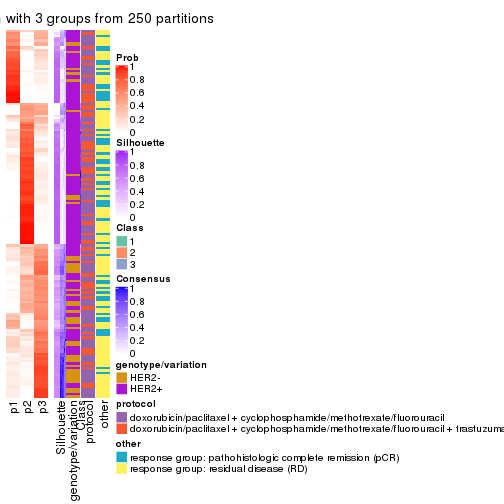 with 3 groups from 250 partitions
Prob
1
0.8
0.6
0.4
0.2
0
Silhouette
1
0.8
0.6
0.4
0.2
0
Class
1
2
3
Consensus
1
0.8
0.6
0.4
0.2
0
genotype/variation
HER2-
HER2+
protocol
doxorubicin/paclitaxel + cyclophosphamide/methotrexate/fluorouracil
doxorubicin/paclitaxel + cyclophosphamide/methotrexate/fluorouracil + trastuzuma
other
response group: pathohistologic complete remission (pCR)
response group: residual disease (RD)
p1
p2
p3
Silhouette
genotype/variation
Class
protocol
other